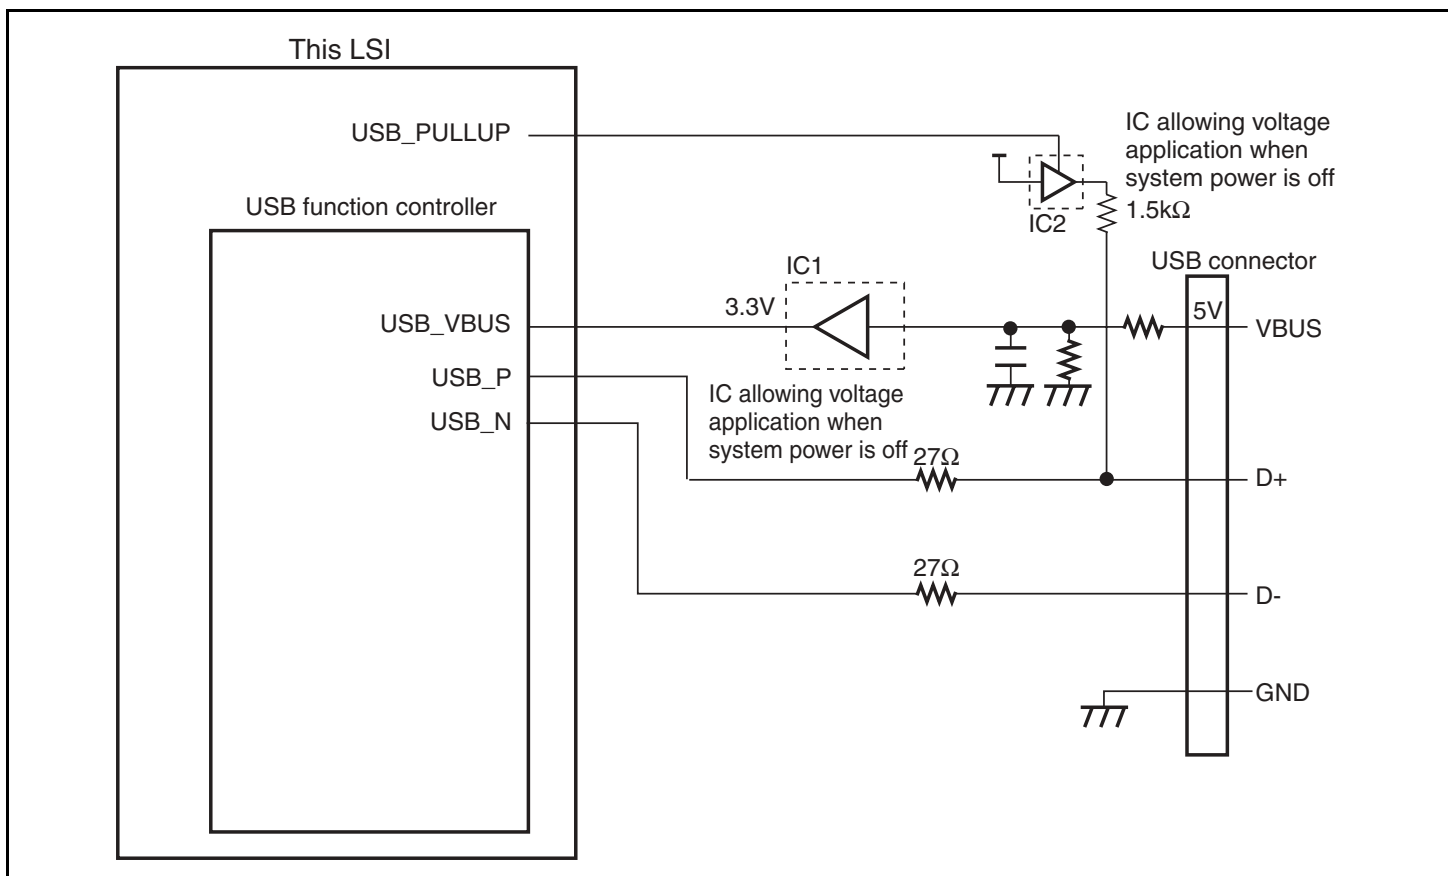 This LSI
USB_PULLUP
IC allowing voltage
application when
system power is off
1.5kΩ
IC2
USB function controller
USB connector
IC1
3.3V
5V
USB_VBUS
VBUS
USB_P
IC allowing voltage
application when
system power is off
USB_N
27Ω
D+
27Ω
D-
GND